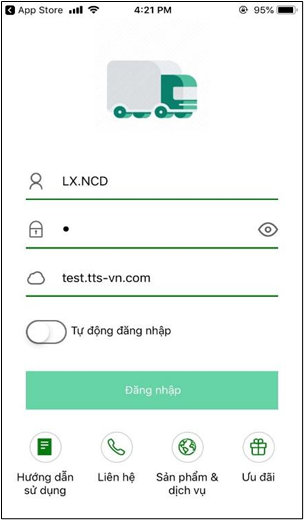 App Store 4:21 PM 95%
LX.NCD
•
test.tts-vn.com
Tự động đăng nhập
Đăng nhập
Hướng dẫn sử dụng
Liên hệ
Sản phẩm & dịch vụ
Ưu đãi